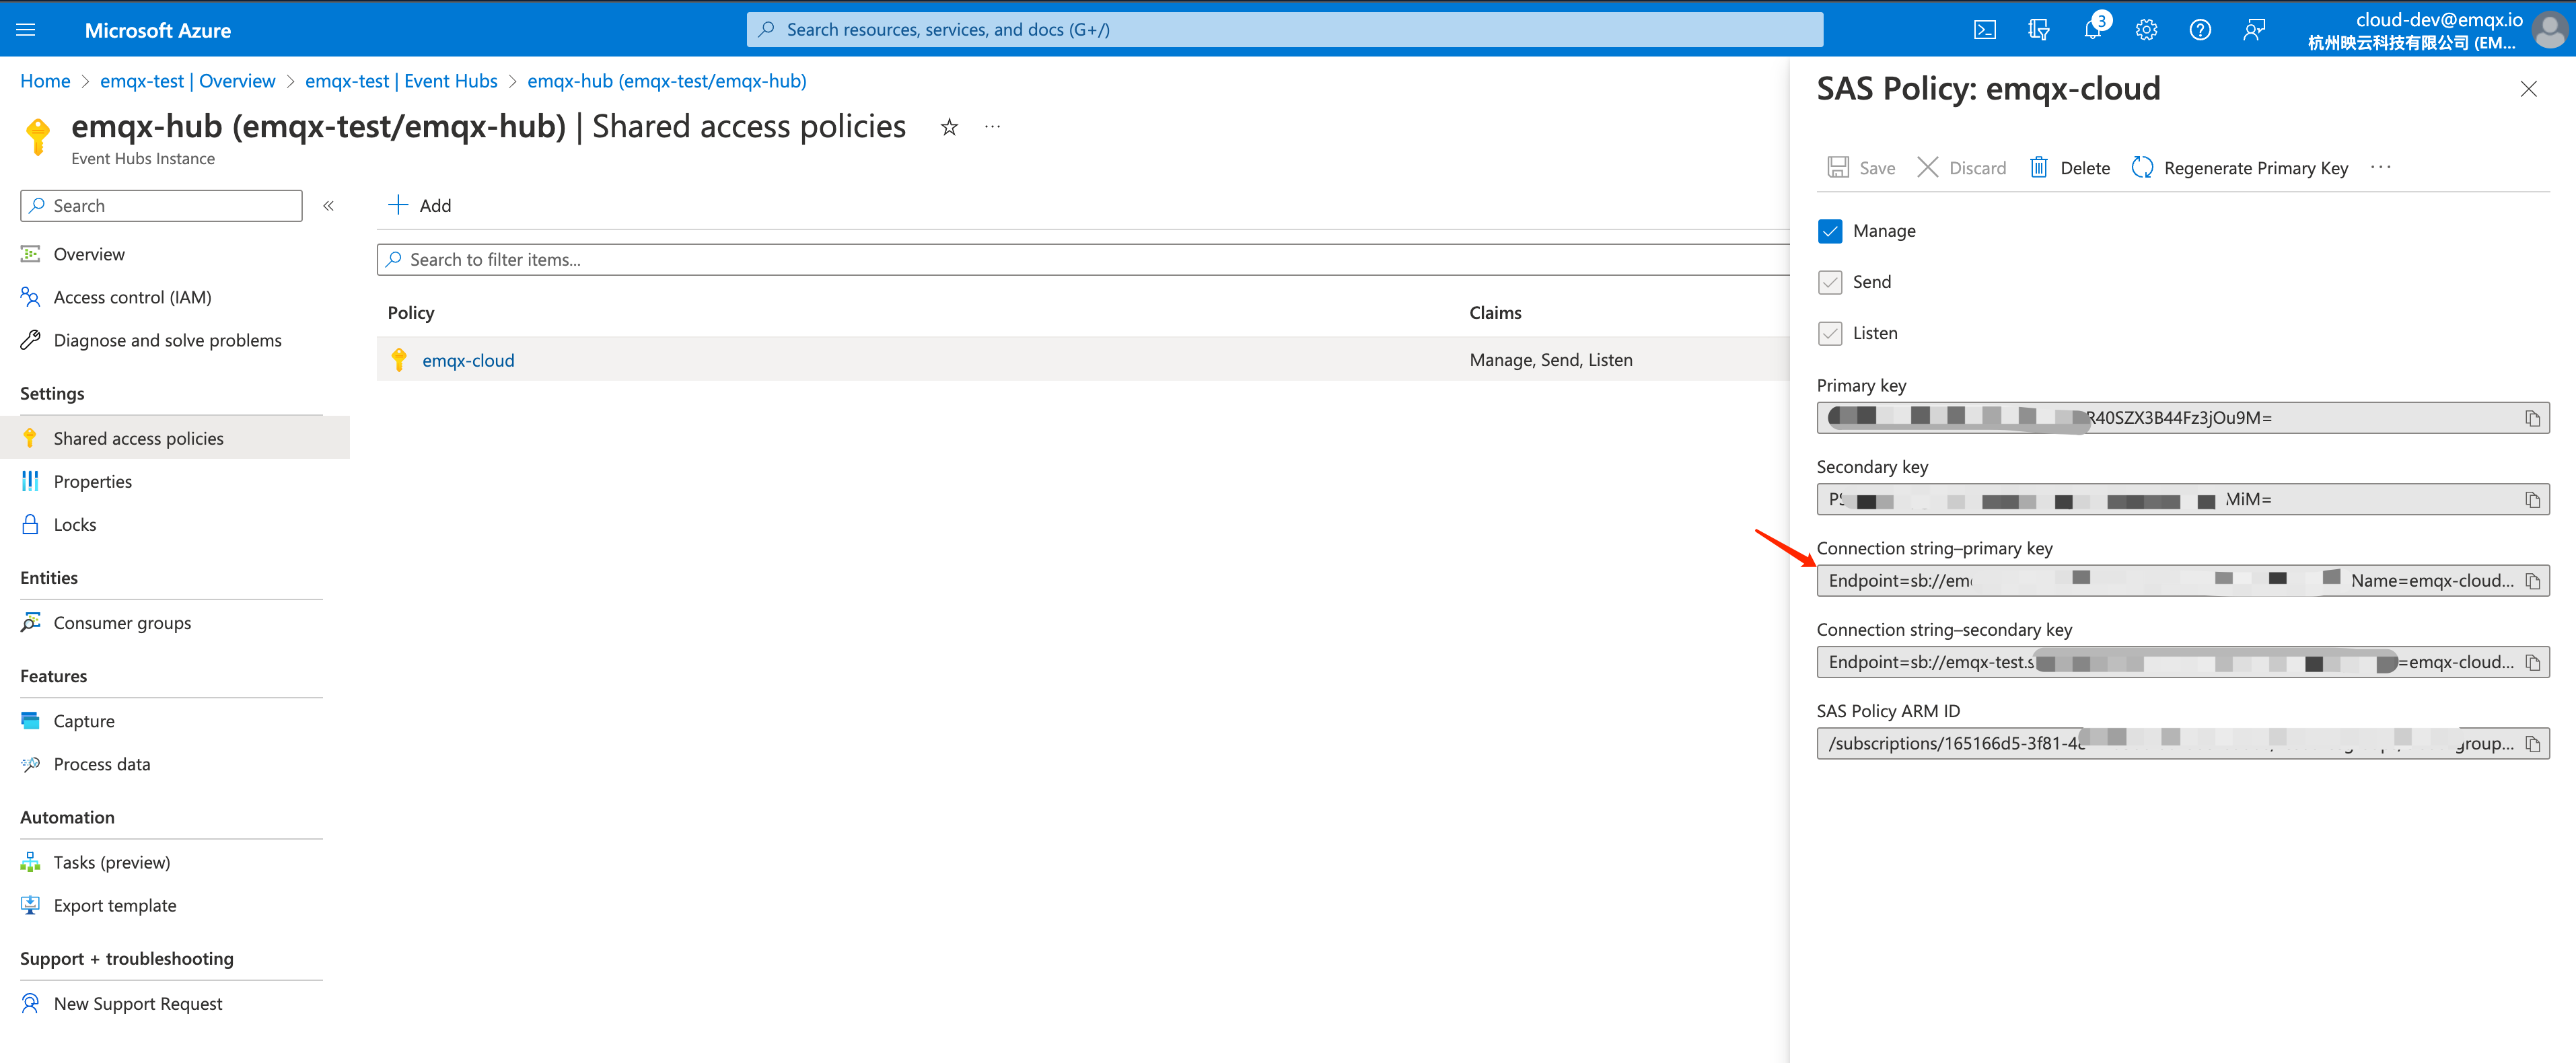 Microsoft Azure
Search resources, services, and docs (G+/)
3
cloud-dev@emqx.io
杭州映云科技有限公司 (EM...
Home > emqx-test | Overview > emqx-test | Event Hubs > emqx-hub (emqx-test/emqx-hub)
emqx-hub (emqx-test/emqx-hub) | Shared access policies
Event Hubs Instance
Search
Overview
Access control (IAM)
Diagnose and solve problems
Settings
Shared access policies
Properties
Locks
Entities
Consumer groups
Features
Capture
Process data
Automation
Tasks (preview)
Export template
Support + troubleshooting
New Support Request
Add
Search to filter items...
Policy Claims
emqx-cloud Manage, Send, Listen
SAS Policy: emqx-cloud
Save Discard Delete Regenerate Primary Key
Manage
Send
Listen
Primary key
R40SZX3B44Fz3jOu9M=
Secondary key
MiM=
Connection string–primary key
Endpoint=sb://em Name=emqx-cloud...
Connection string–secondary key
Endpoint=sb://emqx-test.s =emqx-cloud...
SAS Policy ARM ID
/subscriptions/165166d5-3f81-4 group...